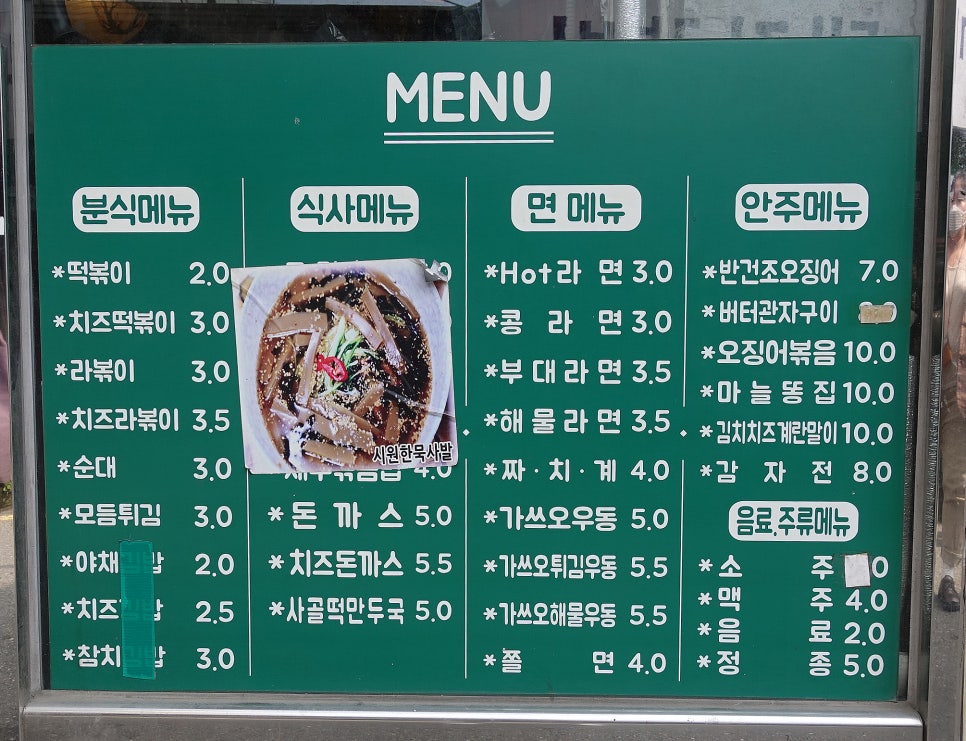 MENU
분식메뉴
*떡볶이 2.0
*치즈떡볶이 3.0
*라볶이 3.0
*치즈라볶이 3.5
*순대 3.0
*모듬튀김 3.0
*야채김밥 2.0
*치즈김밥 2.5
*참치김밥 3.0
식사메뉴
시원한묵사발
4.0
*돈 까 스 5.0
*치즈돈까스 5.5
*사골떡만두국 5.0
면 메뉴
*Hot라 면 3.0
*콩 라 면 3.0
*부대라면 3.5
*해물라면 3.5
*짜·치·계 4.0
*가쓰오우동 5.0
*가쓰오튀김우동 5.5
*가쓰오해물우동 5.5
*쫄 면 4.0
안주메뉴
*반건조오징어 7.0
*버터관자구이
*오징어볶음 10.0
*마늘똥집 10.0
*김치치즈계란말이 10.0
*감 자 전 8.0
음료,주류메뉴
*소 주 0
*맥 주 4.0
*음 료 2.0
*정 종 5.0